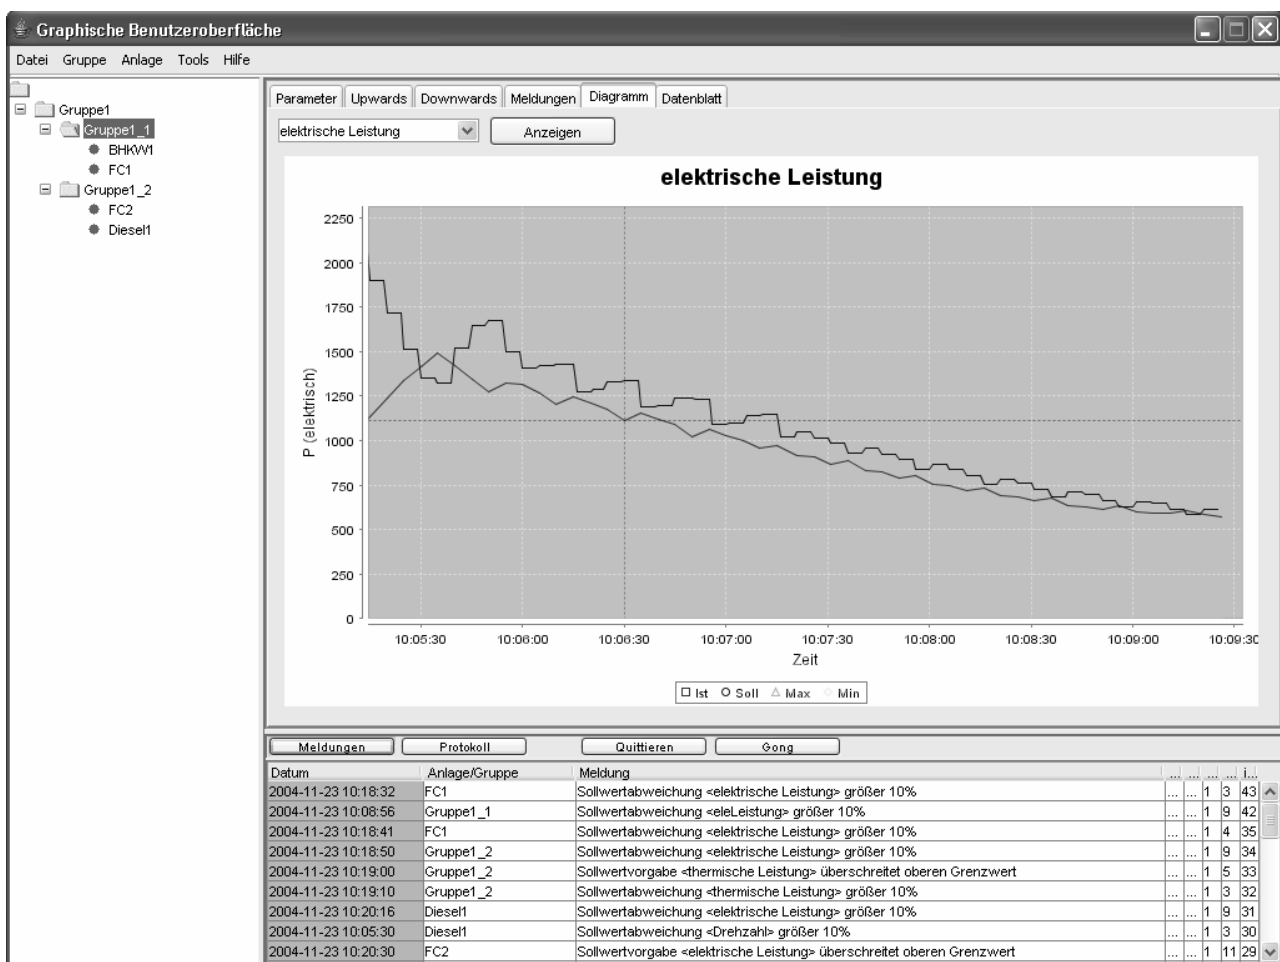 Graphische Benutzeroberfläche
Datei Gruppe Anlage Tools Hilfe
Gruppe1
Gruppe1_1
BHKW1
FC1
Gruppe1_2
FC2
Diesel1
Parameter Upwards Downwards Meldungen Diagramm Datenblatt
elektrische Leistung Anzeigen
elektrische Leistung
2250
2000
1750
1500
1250
1000
750
500
250
0
P (elektrisch)
10:05:30 10:06:00 10:06:30 10:07:00 10:07:30 10:08:00 10:08:30 10:09:00 10:09:30
Zeit
Ist Soll Max Min
Meldungen Protokoll Quittieren Gong
Datum Anlage/Gruppe Meldung ... ... ... ... i...
2004-11-23 10:18:32 FC1 Sollwertabweichung <elektrische Leistung> größer 10% ... ... 1 3 43
2004-11-23 10:08:56 Gruppe1_1 Sollwertabweichung <eleLeistung> größer 10% ... ... 1 9 42
2004-11-23 10:18:41 FC1 Sollwertabweichung <elektrische Leistung> größer 10% ... ... 1 4 35
2004-11-23 10:18:50 Gruppe1_2 Sollwertabweichung <elektrische Leistung> größer 10% ... ... 1 9 34
2004-11-23 10:19:00 Gruppe1_2 Sollwertvorgabe <thermische Leistung> überschreitet oberen Grenzwert ... ... 1 5 33
2004-11-23 10:19:10 Gruppe1_2 Sollwertabweichung <thermische Leistung> größer 10% ... ... 1 3 32
2004-11-23 10:20:16 Diesel1 Sollwertabweichung <elektrische Leistung> größer 10% ... ... 1 9 31
2004-11-23 10:05:30 Diesel1 Sollwertabweichung <Drehzahl> größer 10% ... ... 1 3 30
2004-11-23 10:20:30 FC2 Sollwertvorgabe <elektrische Leistung> überschreitet oberen Grenzwert ... ... 1 11 29